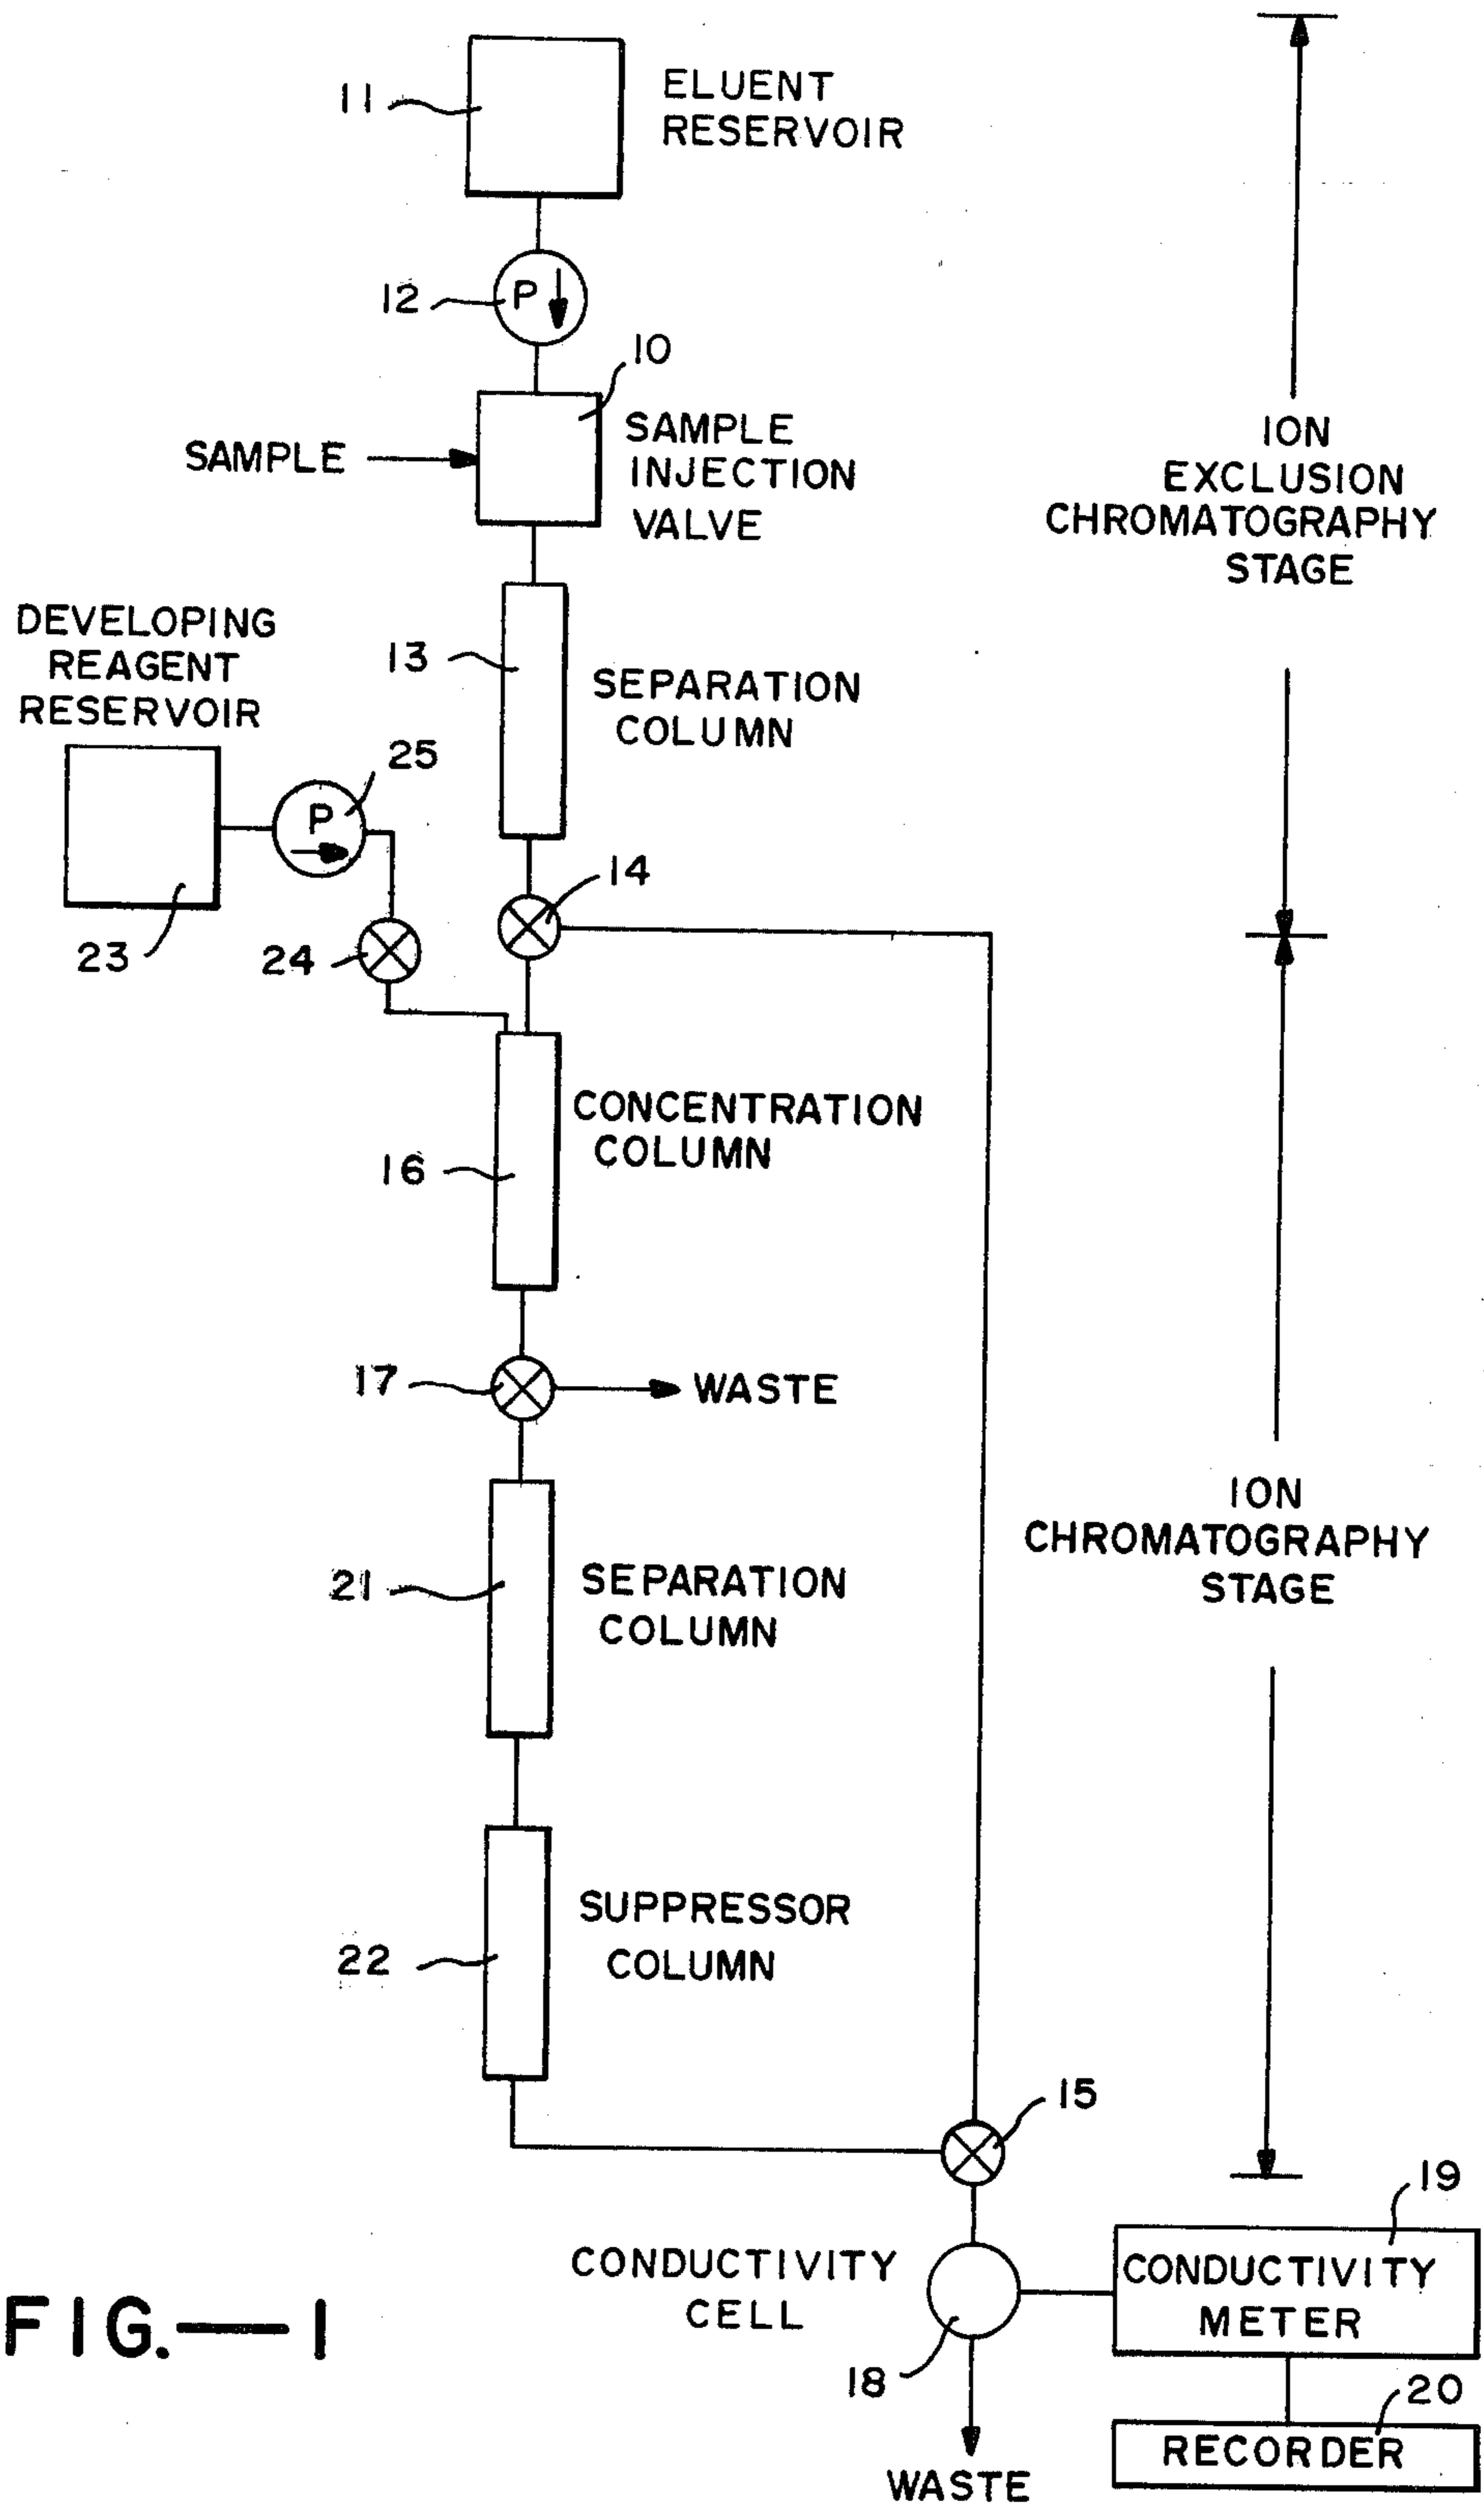 11
ELUENT
RESERVOIR
12
P
10
SAMPLE
SAMPLE
INJECTION
VALVE
ION
EXCLUSION
CHROMATOGRAPHY
STAGE
DEVELOPING
REAGENT
RESERVOIR
13
SEPARATION
COLUMN
25
P
14
23
24
CONCENTRATION
COLUMN
16
17
WASTE
ION
CHROMATOGRAPHY
STAGE
21
SEPARATION
COLUMN
SUPPRESSOR
COLUMN
22
15
19
CONDUCTIVITY
CELL
CONDUCTIVITY
METER
18
20
RECORDER
WASTE
FIG.—1